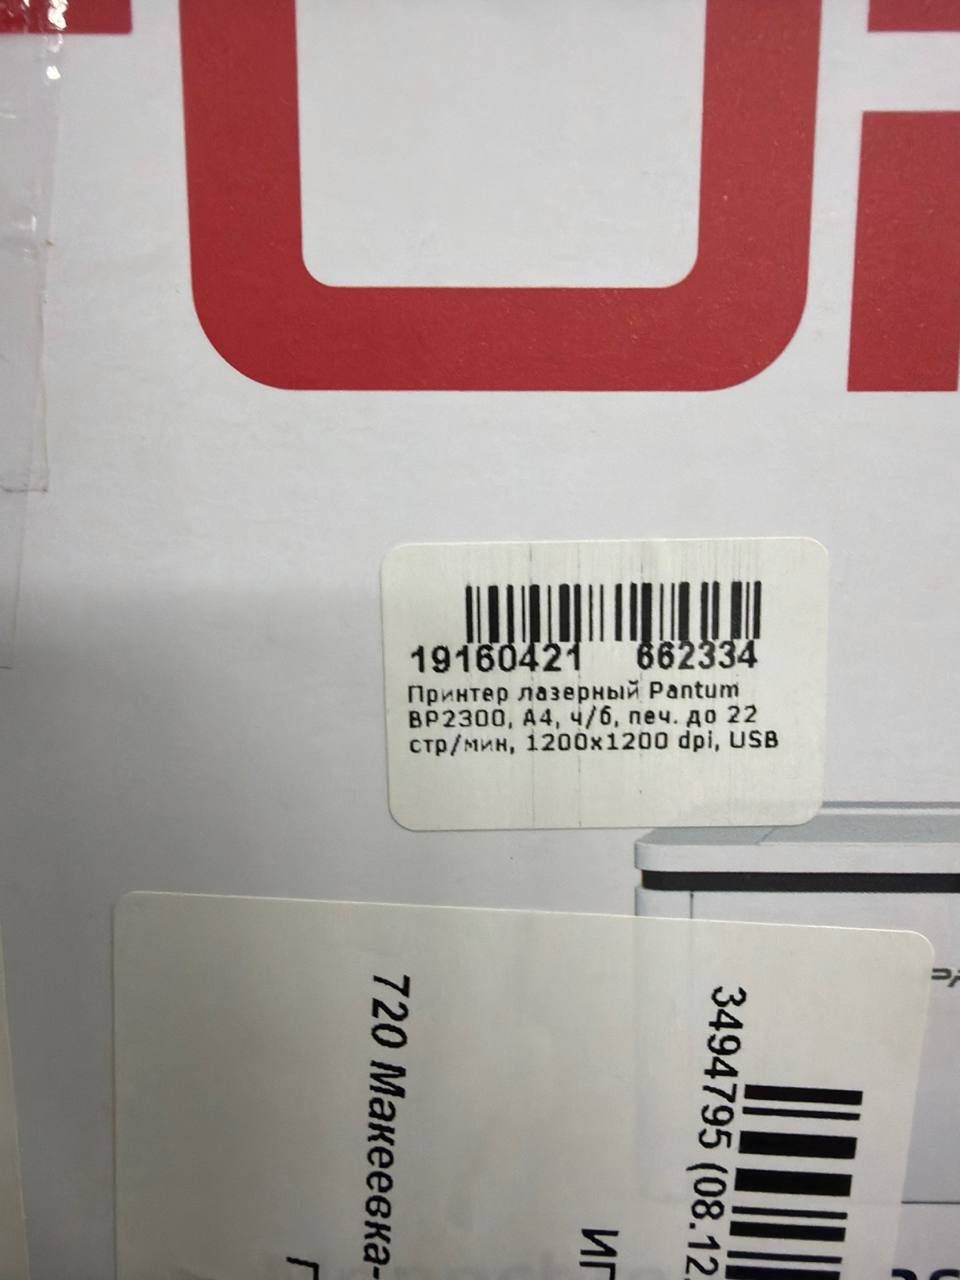 19160421 662334
Принтер лазерный Pantum
BP2300, A4, ч/б, печ. до 22
стр/мин, 1200x1200 dpi, USB
3494795 (08.12.
720 Макеевка-
ИП